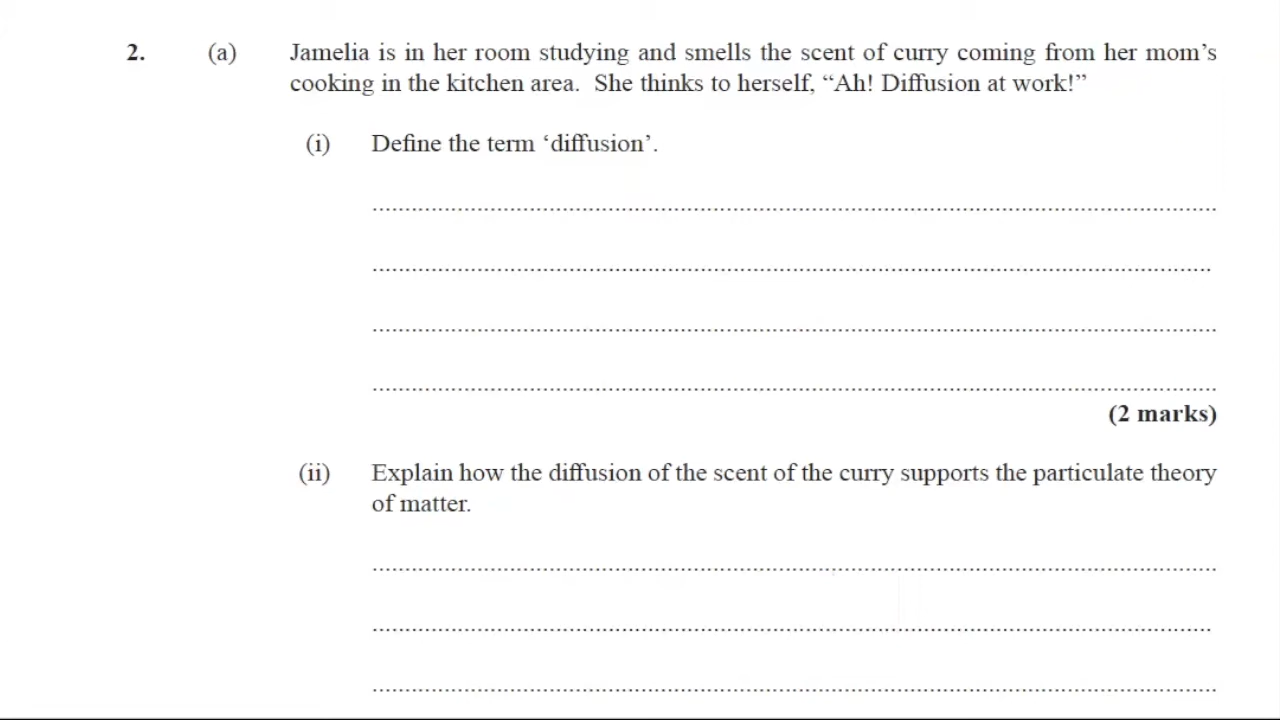 2. (a) Jamelia is in her room studying and smells the scent of curry coming from her mom’s
cooking in the kitchen area. She thinks to herself, “Ah! Diffusion at work!”
(i) Define the term ‘diffusion’.
(2 marks)
(ii) Explain how the diffusion of the scent of the curry supports the particulate theory
of matter.